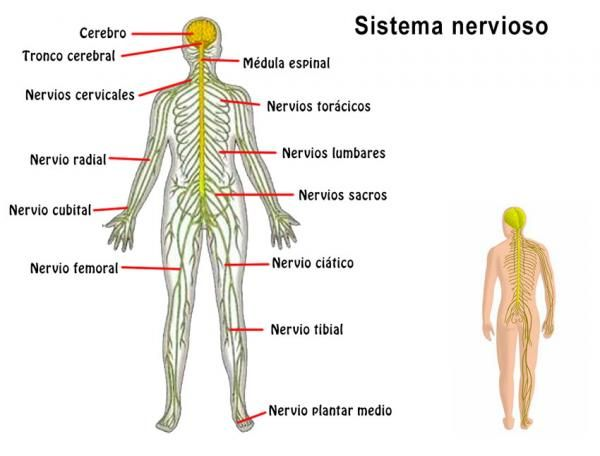 Sistema nervioso
Cerebro
Tronco cerebral
Médula espinal
Nervios cervicales
Nervios torácicos
Nervio radial
Nervios lumbares
Nervios sacros
Nervio cubital
Nervio femoral
Nervio ciático
Nervio tibial
Nervio plantar medio